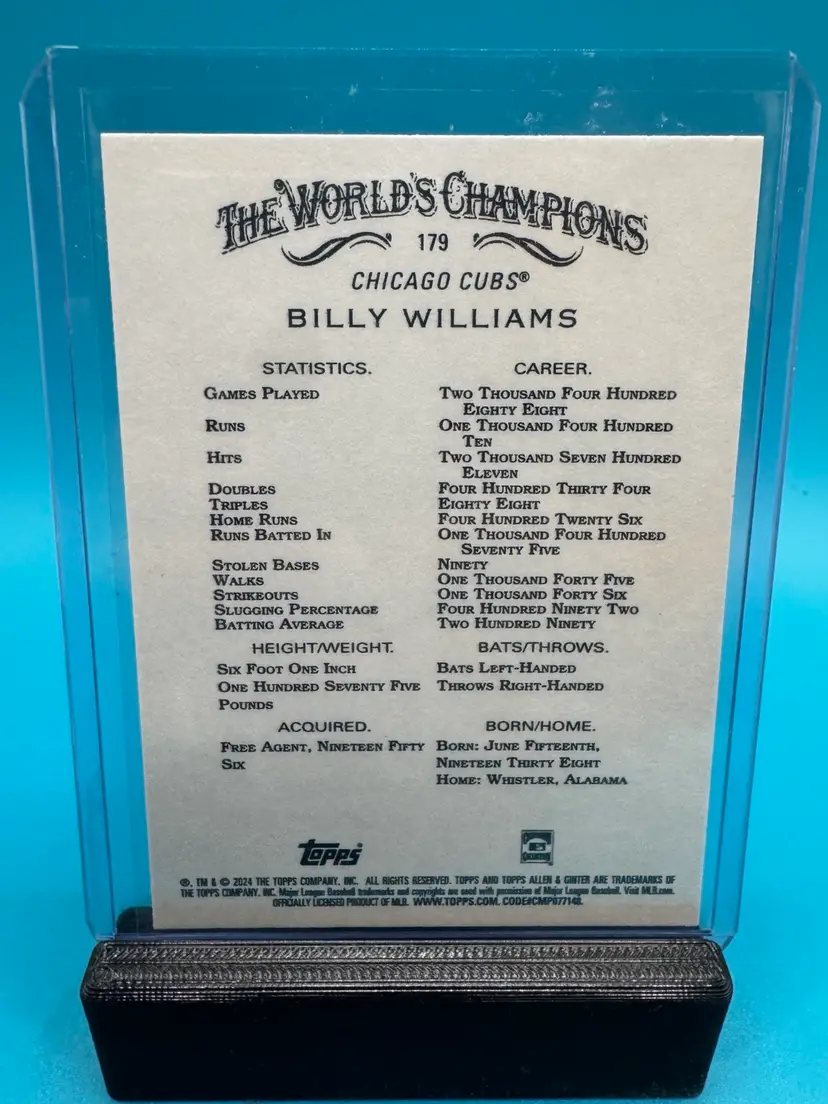 THE WORLD'S CHAMPIONS
179
CHICAGO CUBS®
BILLY WILLIAMS
STATISTICS. CAREER.
GAMES PLAYED TWO THOUSAND FOUR HUNDRED
EIGHTY EIGHT
RUNS ONE THOUSAND FOUR HUNDRED
TEN
HITS TWO THOUSAND SEVEN HUNDRED
ELEVEN
DOUBLES FOUR HUNDRED THIRTY FOUR
TRIPLES EIGHTY EIGHT
HOME RUNS FOUR HUNDRED TWENTY SIX
RUNS BATTED IN ONE THOUSAND FOUR HUNDRED
SEVENTY FIVE
STOLEN BASES NINETY
WALKS ONE THOUSAND FORTY FIVE
STRIKEOUTS ONE THOUSAND FORTY SIX
SLUGGING PERCENTAGE FOUR HUNDRED NINETY TWO
BATTING AVERAGE TWO HUNDRED NINETY
HEIGHT/WEIGHT. BATS/THROWS.
SIX FOOT ONE INCH BATS LEFT-HANDED
ONE HUNDRED SEVENTY FIVE THROWS RIGHT-HANDED
POUNDS
ACQUIRED. BORN/HOME.
FREE AGENT, NINETEEN FIFTY BORN: JUNE FIFTEENTH,
SIX NINETEEN THIRTY EIGHT
HOME: WHISTLER, ALABAMA
topps
®, TM & © 2024 THE TOPPS COMPANY, INC. ALL RIGHTS RESERVED. TOPPS AND TOPPS ALLEN & GINTER ARE TRADEMARKS OF
THE TOPPS COMPANY, INC. Major League Baseball trademarks and copyrights are used with permission of Major League Baseball. Visit MLB.com.
OFFICIALLY LICENSED PRODUCT OF MLB. WWW.TOPPS.COM. CODE#CMP077148.